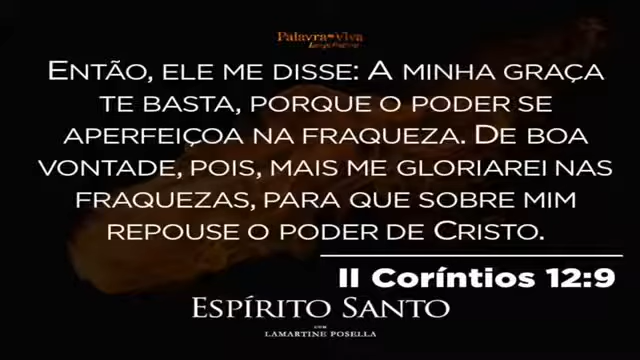 Palavra Viva
ENTÃO, ELE ME DISSE: A MINHA GRAÇA
TE BASTA, PORQUE O PODER SE
APERFEIÇOA NA FRAQUEZA. DE BOA
VONTADE, POIS, MAIS ME GLORIAREI NAS
FRAQUEZAS, PARA QUE SOBRE MIM
REPOUSE O PODER DE CRISTO.
II Coríntios 12:9
ESPÍRITO SANTO
COM
LAMARTINE POSELLA